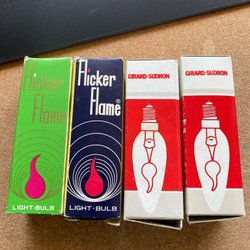 Flicker
Flame
LIGHT-BULB
Flicker
Flame®
LIGHT-BULB
GIRARD-SUDRON
GIRARD-SUDRON